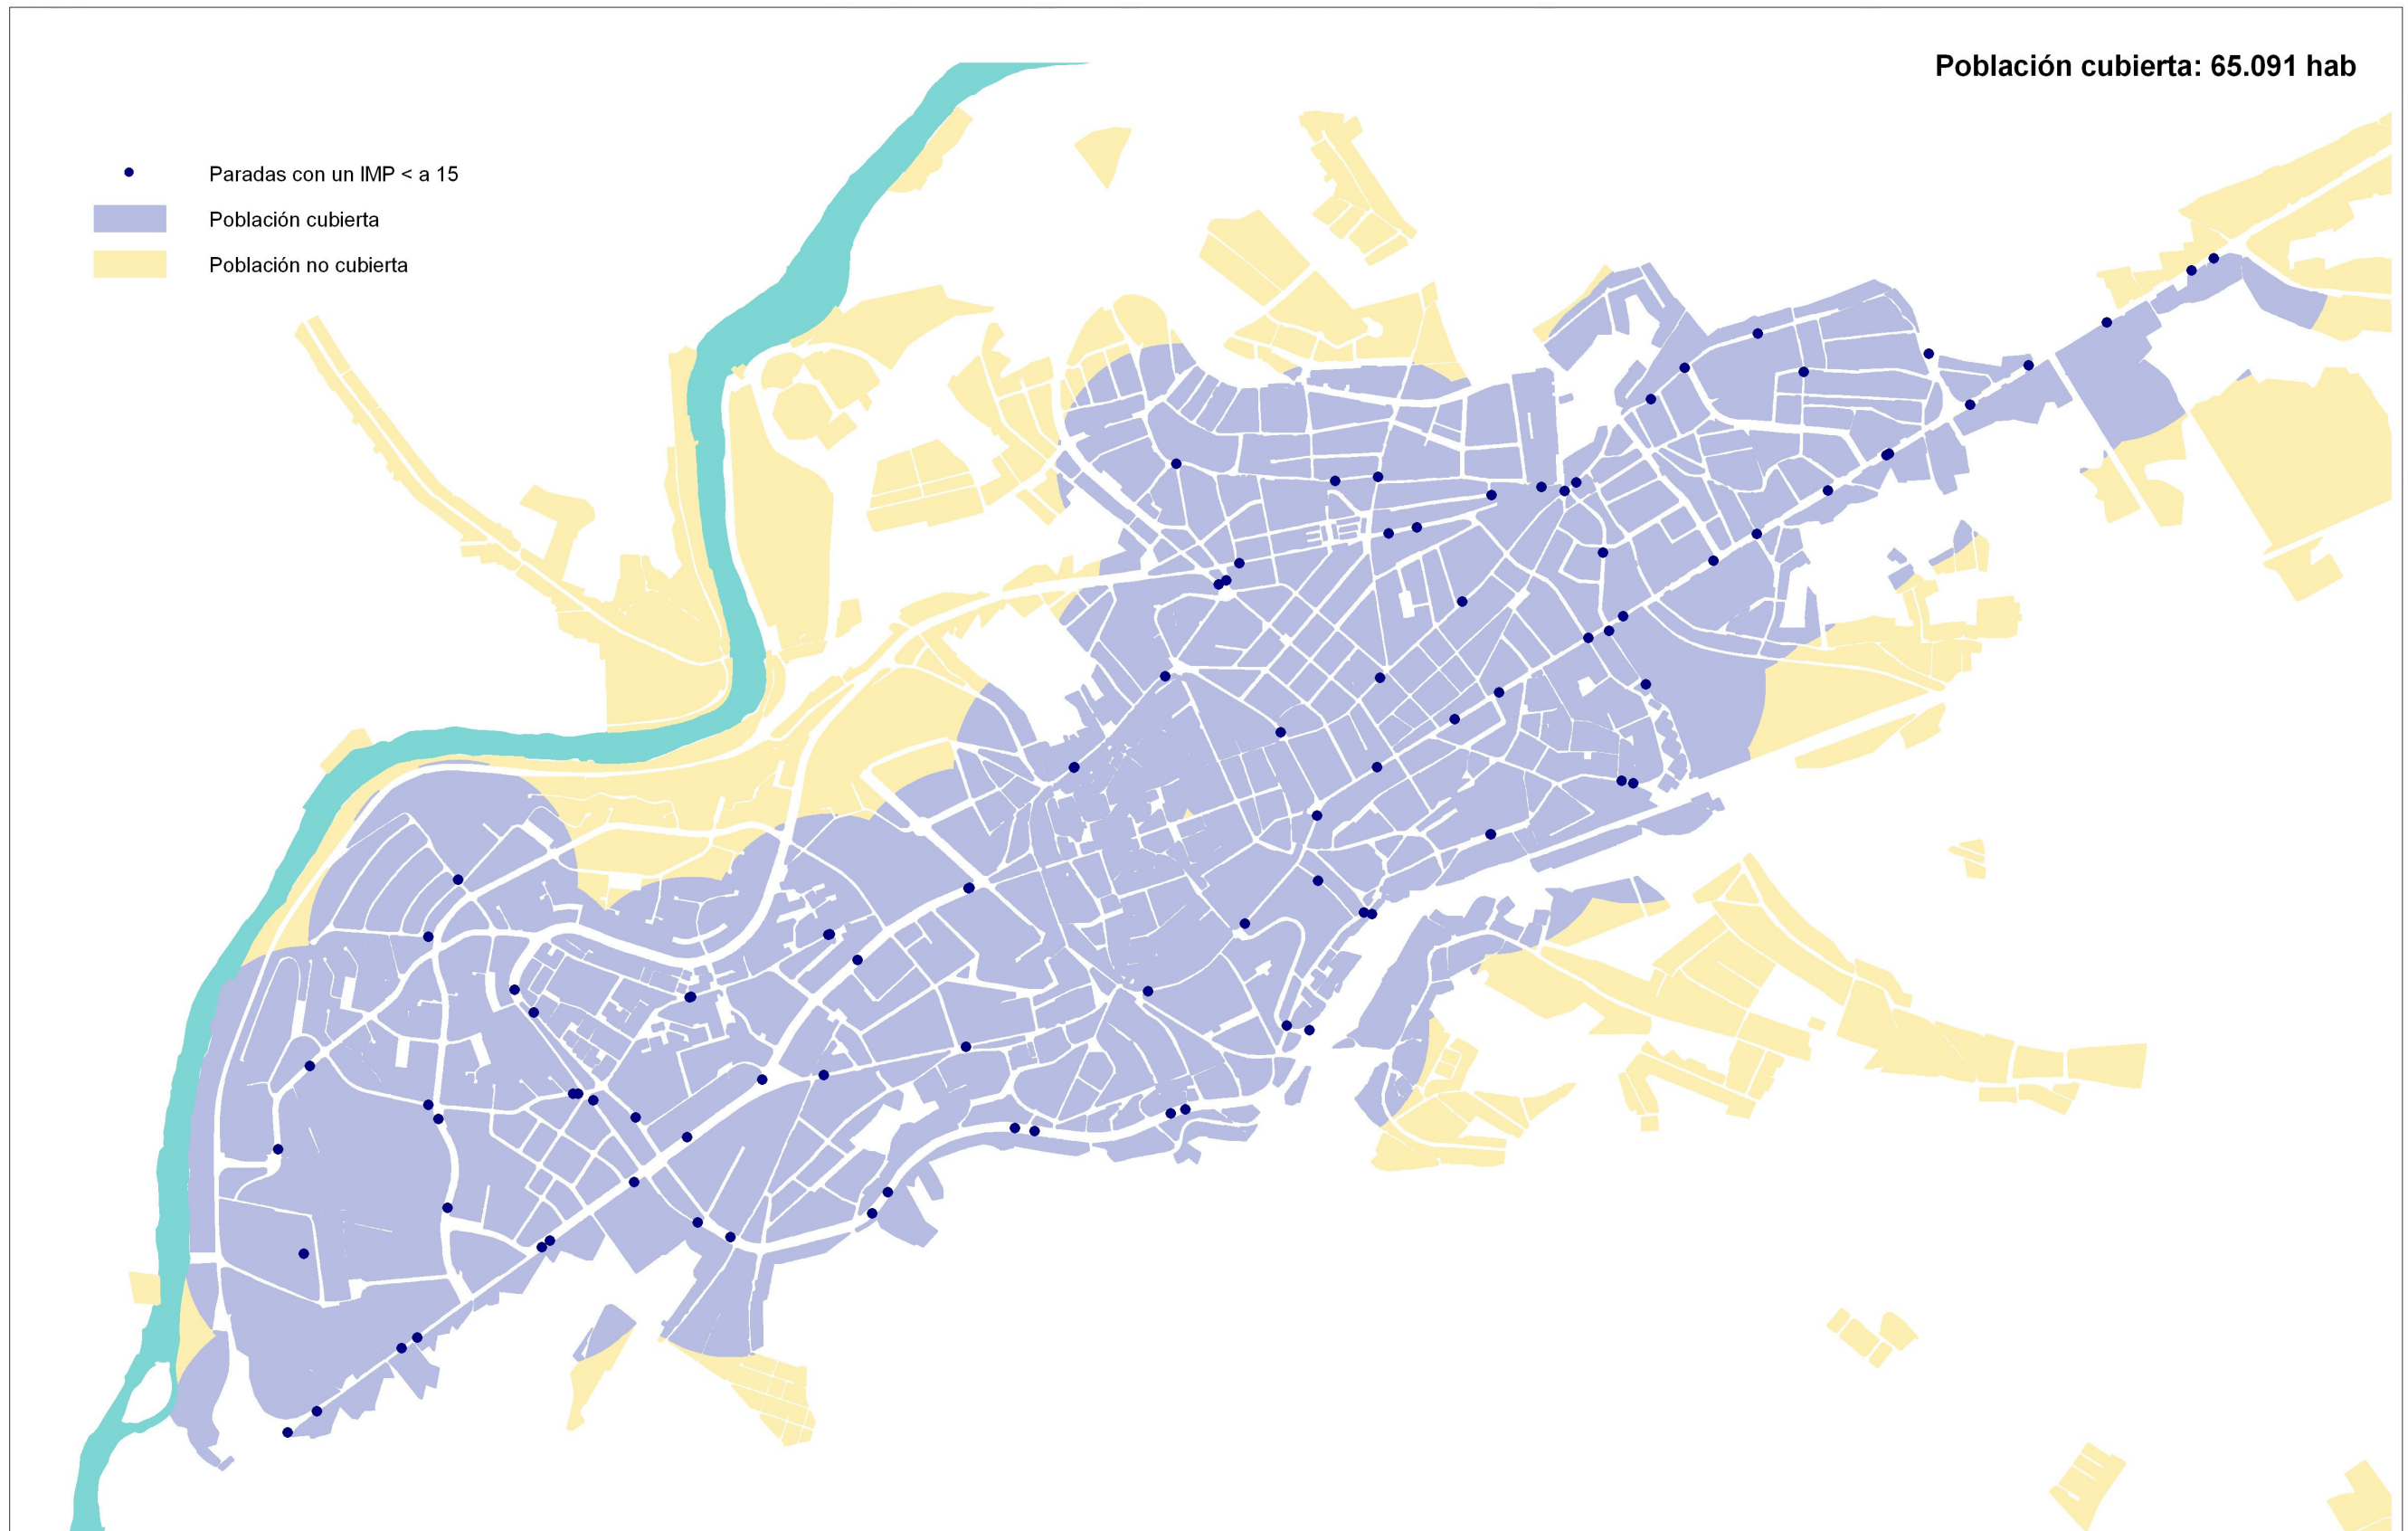 Población cubierta: 65.091 hab
Paradas con un IMP < a 15
Población cubierta
Población no cubierta